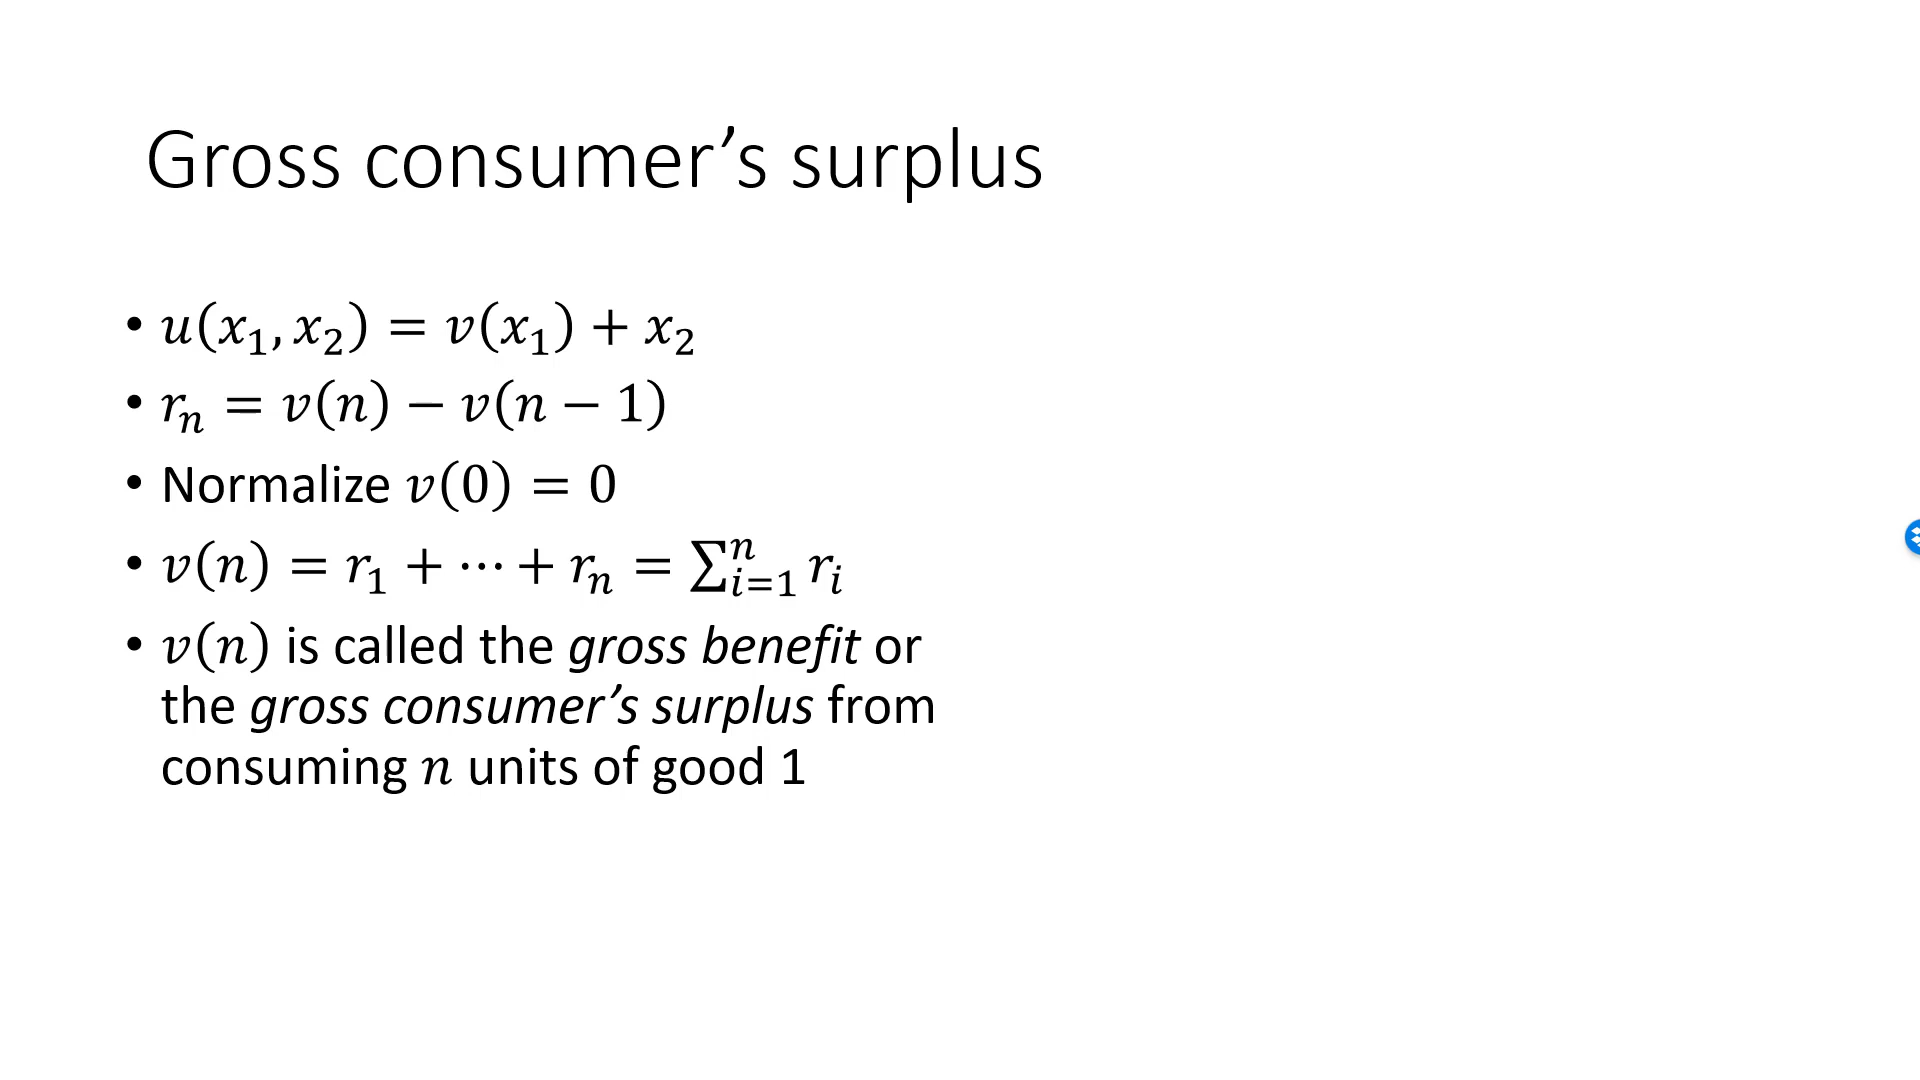 Gross consumer’s surplus
• u(x₁, x₂) = v(x₁) + x₂
• rₙ = v(n) − v(n − 1)
• Normalize v(0) = 0
• v(n) = r₁ + ⋯ + rₙ = ∑ⁿᵢ₌₁ rᵢ
• v(n) is called the gross benefit or
the gross consumer’s surplus from
consuming n units of good 1